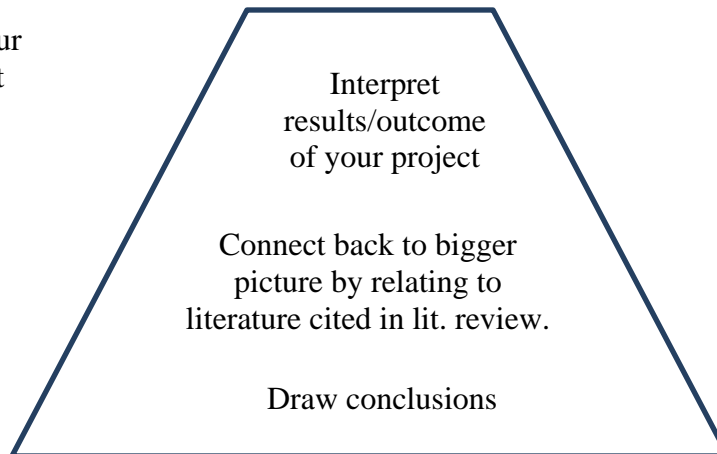 Interpret
results/outcome
of your project
Connect back to bigger
picture by relating to
literature cited in lit. review.
Draw conclusions